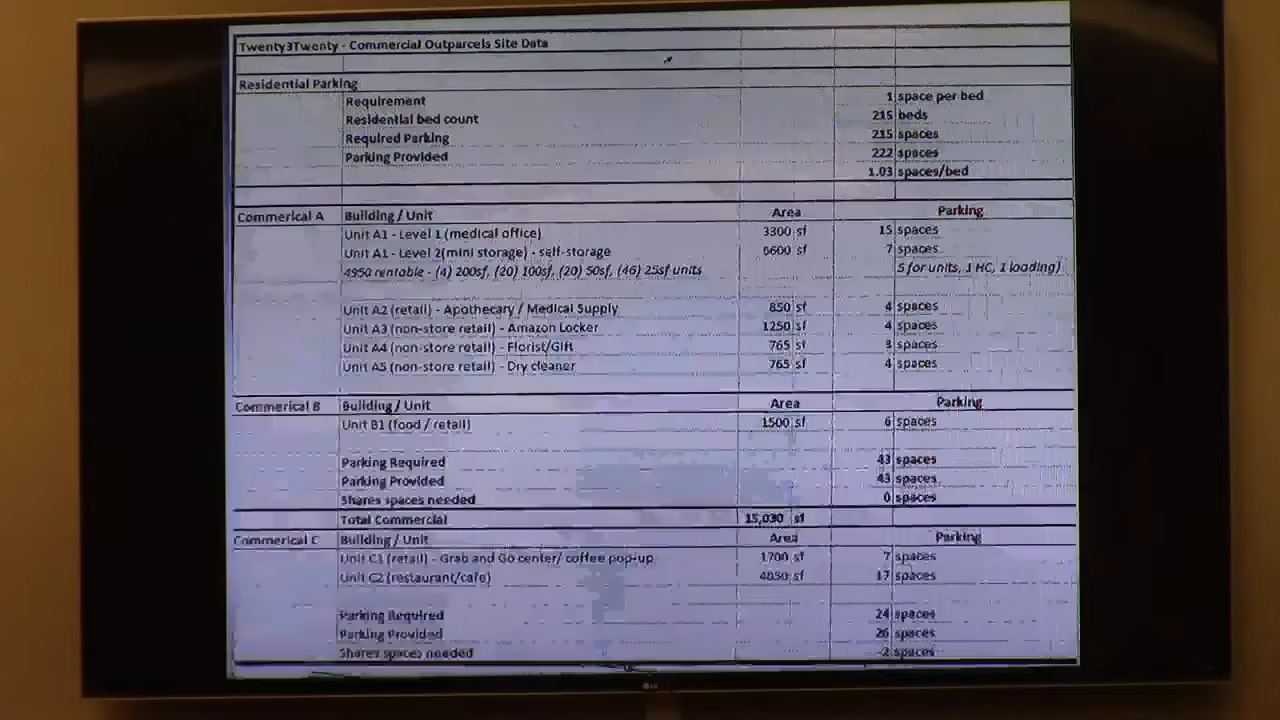 Twenty3Twenty - Commercial Outparcels Site Data
Residential Parking
Requirement 1 space per bed
Residential bed count 215 beds
Required Parking 215 spaces
Parking Provided 222 spaces
1.03 spaces/bed
Commerical A Building / Unit Area Parking
Unit A1 - Level 1 (medical office) 3300 sf 15 spaces
Unit A1 - Level 2(mini storage) - self-storage 6600 sf 7 spaces
4950 rentable - (4) 200sf, (20) 100sf, (20) 50sf, (46) 25sf units 5 for units, 1 HC, 1 loading)
Unit A2 (retail) - Apothecary / Medical Supply 850 sf 4 spaces
Unit A3 (non-store retail) - Amazon Locker 1250 sf 4 spaces
Unit A4 (non-store retail) - Florist/Gift 765 sf 3 spaces
Unit A5 (non-store retail) - Dry cleaner 765 sf 4 spaces
Commerical B Building / Unit Area Parking
Unit B1 (food / retail) 1500 sf 6 spaces
Parking Required 43 spaces
Parking Provided 43 spaces
Shares spaces needed 0 spaces
Total Commercial 15,030 sf
Commerical C Building / Unit Area Parking
Unit C1 (retail) - Grab and Go center/ coffee pop-up 1700 sf 7 spaces
Unit C2 (restaurant/cafe) 4050 sf 17 spaces
Parking Required 24 spaces
Parking Provided 26 spaces
Shares spaces needed -2 spaces
LG